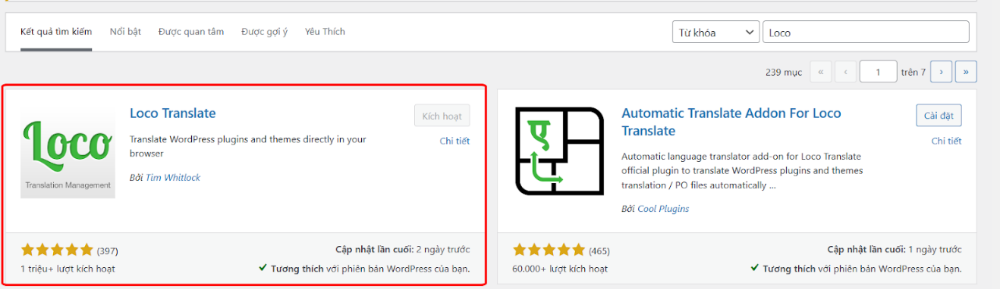 Kết quả tìm kiếm Nổi bật Được quan tâm Được gợi ý Yêu Thích Từ khóa Loco
239 mục « ‹ 1 trên 7 › »
Loco
Translation Management
Loco Translate
Kích hoạt
Chi tiết
Translate WordPress plugins and themes directly in your
browser
Bởi Tim Whitlock
(397)
Cập nhật lần cuối: 2 ngày trước
1 triệu+ lượt kích hoạt
✔ Tương thích với phiên bản WordPress của bạn.
ए
Automatic Translate Addon For Loco
Translate
Cài đặt
Chi tiết
Automatic language translator add-on for Loco Translate
official plugin to translate WordPress plugins and themes
translation / PO files automatically ...
Bởi Cool Plugins
(465)
Cập nhật lần cuối: 1 ngày trước
60.000+ lượt kích hoạt
✔ Tương thích với phiên bản WordPress của bạn.